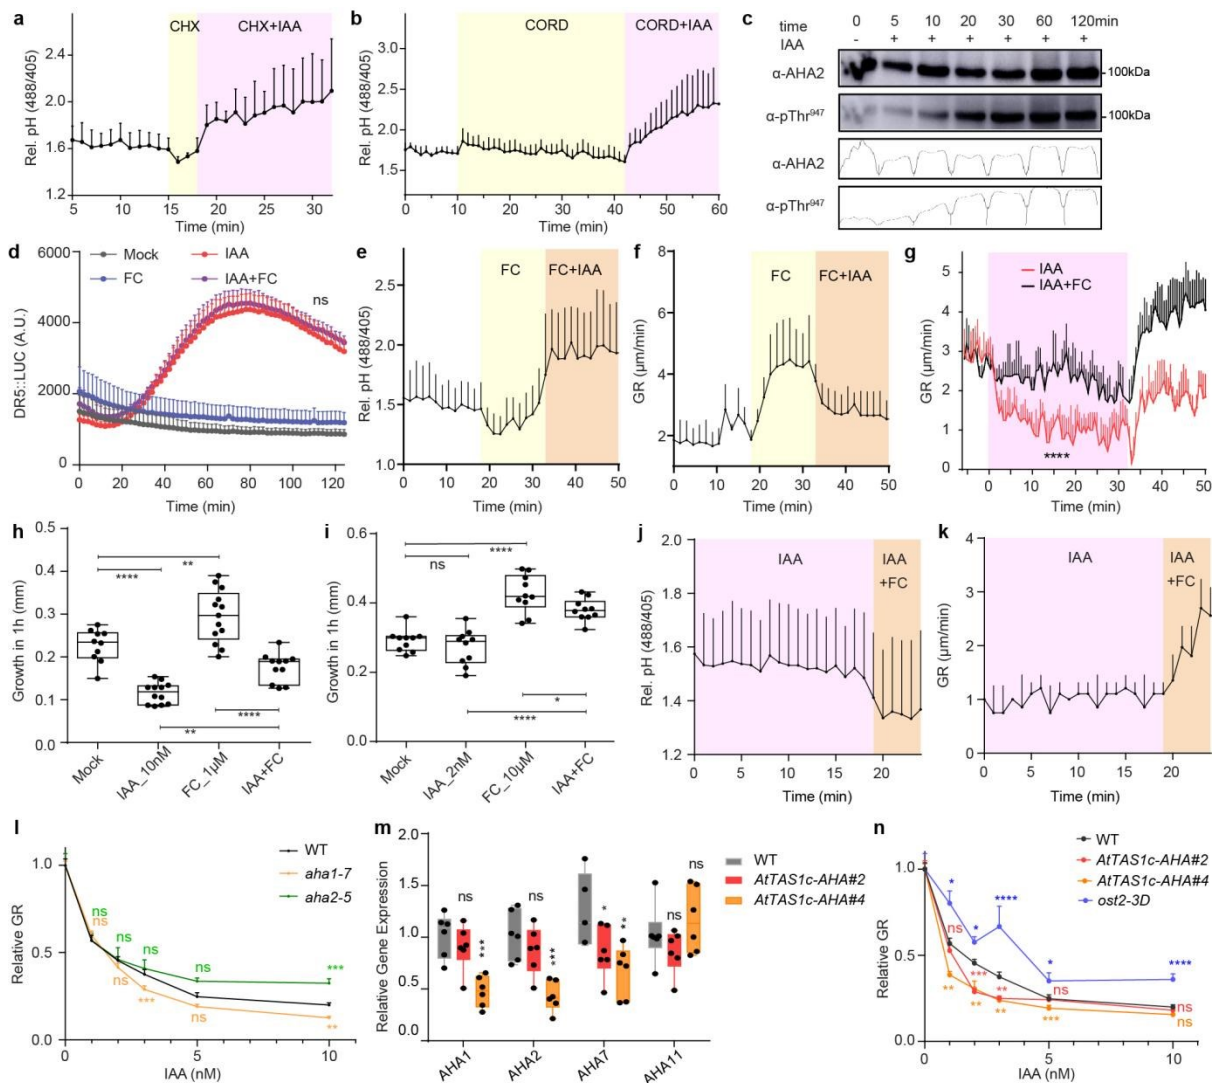 a
CHX
CHX+IAA
Rel. pH (488/405)
2.4
2.0
1.6
1.2
5 10 15 20 25 30
Time (min)
b
CORD
CORD+IAA
Rel. pH (488/405)
3.0
2.5
2.0
1.5
0 10 20 30 40 50 60
Time (min)
c
time 0 5 10 20 30 60 120min
IAA - + + + + + +
α-AHA2
-100kDa
α-pThr⁹⁴⁷
-100kDa
α-AHA2
α-pThr⁹⁴⁷
d
Mock IAA
FC IAA+FC
ns
DR5::LUC (A.U.)
6000
4000
2000
0
0 20 40 60 80 100 120
Time (min)
e
FC
FC+IAA
Rel. pH (488/405)
2.5
2.0
1.5
1.0
0 10 20 30 40 50
Time (min)
f
FC
FC+IAA
GR (µm/min)
8
6
4
2
0 10 20 30 40 50
Time (min)
g
IAA
IAA+FC
GR (µm/min)
5
4
3
2
1
0
****
0 10 20 30 40 50
Time (min)
h
Growth in 1h (mm)
0.5
0.4
0.3
0.2
0.1
0.0
**
****
****
**
Mock
IAA_10nM
FC_1µM
IAA+FC
i
Growth in 1h (mm)
0.6
0.4
0.2
0.0
****
ns
*
****
Mock
IAA_2nM
FC_10µM
IAA+FC
j
IAA
IAA
+FC
Rel. pH (488/405)
2.0
1.8
1.6
1.4
1.2
0 5 10 15 20
Time (min)
k
IAA
IAA
+FC
GR (µm/min)
4
3
2
1
0
0 5 10 15 20
Time (min)
l
WT
aha1-7
aha2-5
Relative GR
1.0
0.5
0.0
ns
ns
ns
ns
ns
***
ns
***
ns
**
0 5 10
IAA (nM)
m
WT
AtTAS1c-AHA#2
AtTAS1c-AHA#4
Relative Gene Expression
2.0
1.5
1.0
0.5
0.0
ns
***
ns
***
*
**
ns
ns
AHA1
AHA2
AHA7
AHA11
n
WT
AtTAS1c-AHA#2
AtTAS1c-AHA#4
ost2-3D
Relative GR
1.0
0.5
0.0
*
*
****
*
****
ns
***
**
ns
ns
**
**
**
***
ns
0 5 10
IAA (nM)